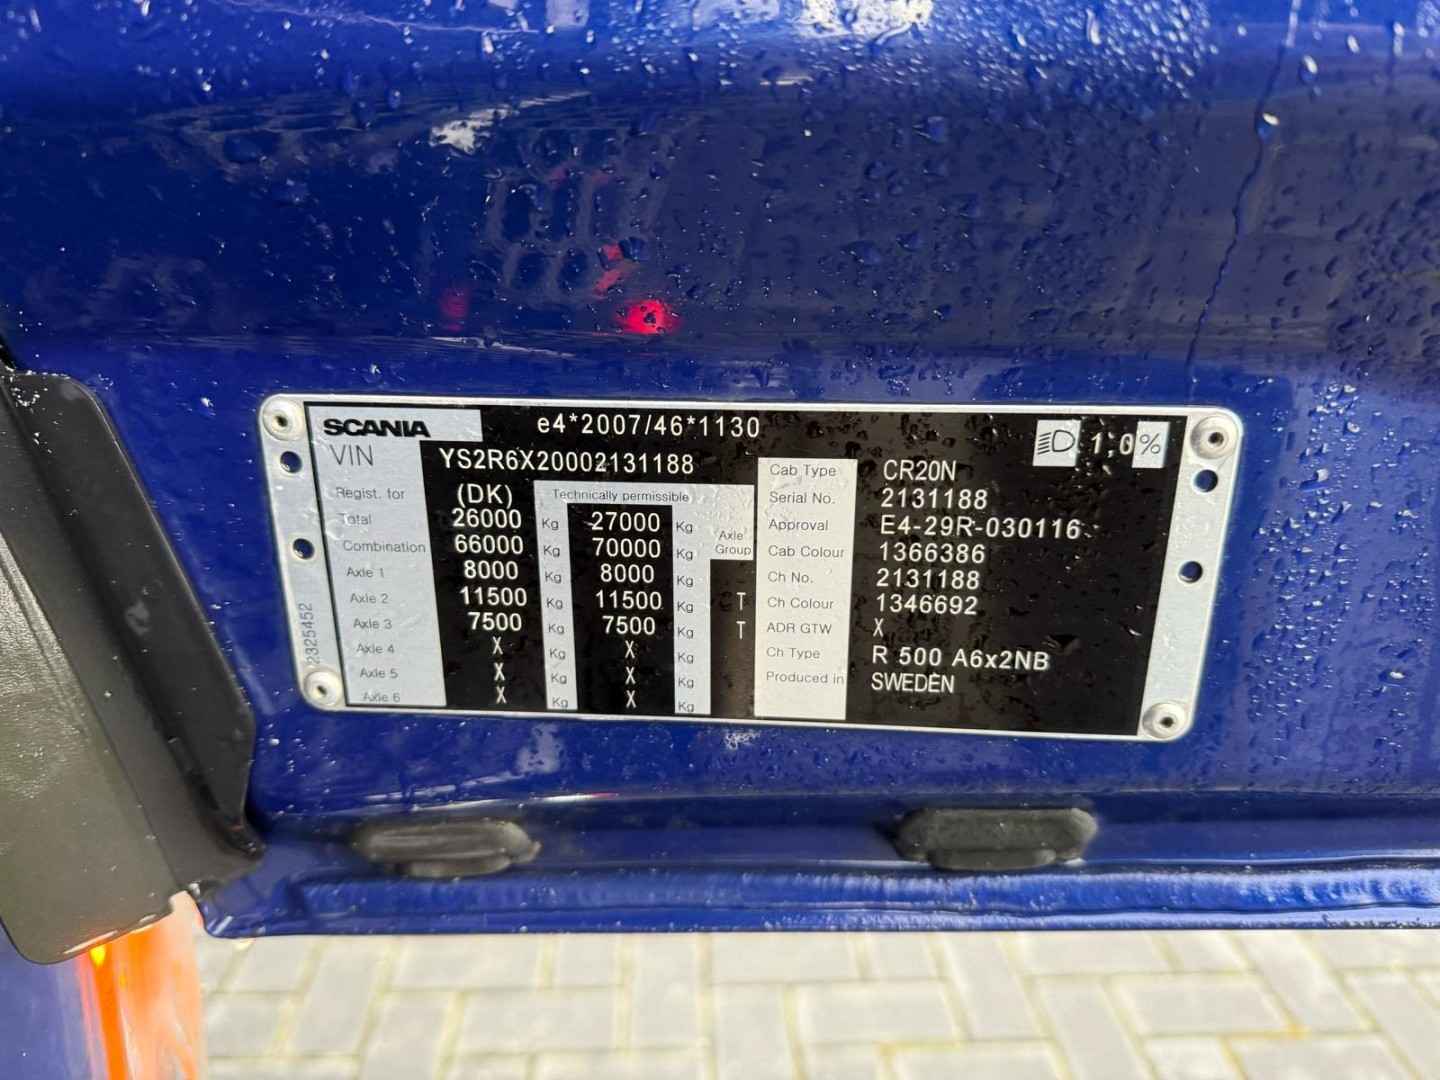 SCANIA e4*2007/46*1130
1.0%
VIN YS2R6X20002131188
Regist. for (DK) Technically permissible
Total 26000 Kg 27000 Kg
Combination 66000 Kg 70000 Kg Axle Group
Axle 1 8000 Kg 8000 Kg
Axle 2 11500 Kg 11500 Kg T
Axle 3 7500 Kg 7500 Kg T
Axle 4 X Kg X Kg
Axle 5 X Kg X Kg
Axle 6 X Kg X Kg
Cab Type CR20N
Serial No. 2131188
Approval E4-29R-030116
Cab Colour 1366386
Ch No. 2131188
Ch Colour 1346692
ADR GTW X
Ch Type R 500 A6x2NB
Produced in SWEDEN
2325452